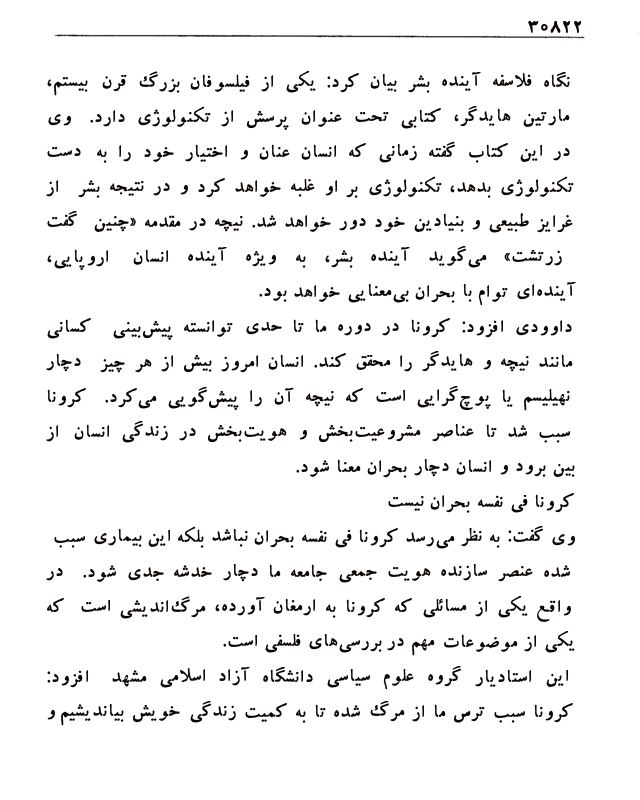 ۳۰۸۲۲
نگاه فلاسفه آینده بشر بیان کرد: یکی از فیلسوفان بزرگ قرن بیستم،
مارتین هایدگر، کتابی تحت عنوان پرسش از تکنولوژی دارد. وی
در این کتاب گفته زمانی که انسان عنان و اختیار خود را به دست
تکنولوژی بدهد، تکنولوژی بر او غلبه خواهد کرد و در نتیجه بشر از
غرایز طبیعی و بنیادین خود دور خواهد شد. نیچه در مقدمه «چنین گفت
زرتشت» می‌گوید آینده بشر، به ویژه آینده انسان اروپایی،
آینده‌ای توام با بحران بی‌معنایی خواهد بود.
داوودی افزود: کرونا در دوره ما تا حدی توانسته پیش‌بینی کسانی
مانند نیچه و هایدگر را محقق کند. انسان امروز بیش از هر چیز دچار
نهیلیسم یا پوچ‌گرایی است که نیچه آن را پیش‌گویی می‌کرد. کرونا
سبب شد تا عناصر مشروعیت‌بخش و هویت‌بخش در زندگی انسان از
بین برود و انسان دچار بحران معنا شود.
کرونا فی نفسه بحران نیست
وی گفت: به نظر می‌رسد کرونا فی نفسه بحران نباشد بلکه این بیماری سبب
شده عنصر سازنده هویت جمعی جامعه ما دچار خدشه جدی شود. در
واقع یکی از مسائلی که کرونا به ارمغان آورده، مرگ‌اندیشی است که
یکی از موضوعات مهم در بررسی‌های فلسفی است.
این استادیار گروه علوم سیاسی دانشگاه آزاد اسلامی مشهد افزود:
کرونا سبب ترس ما از مرگ شده تا به کمیت زندگی خویش بیاندیشیم و